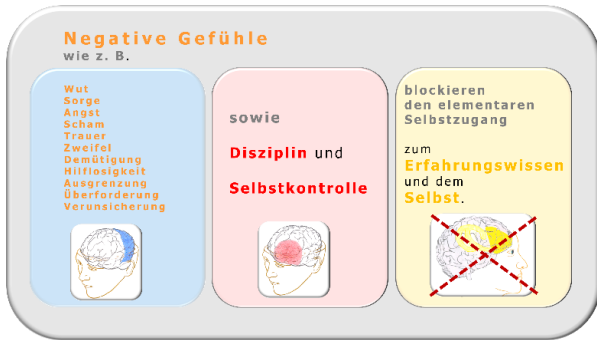 Negative Gefühle
wie z. B.
Wut
Sorge
Angst
Scham
Trauer
Zweifel
Demütigung
Hilflosigkeit
Ausgrenzung
Überforderung
Verunsicherung
sowie
Disziplin und
Selbstkontrolle
blockieren
den elementaren
Selbstzugang
zum
Erfahrungswissen
und dem
Selbst.